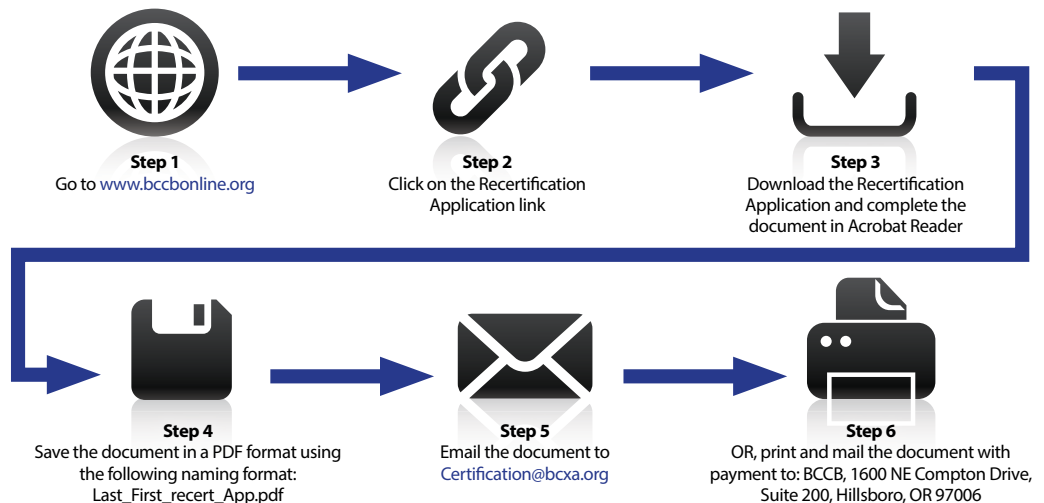 Step 1
Go to www.bccbonline.org
Step 2
Click on the Recertification
Application link
Step 3
Download the Recertification
Application and complete the
document in Acrobat Reader
Step 4
Save the document in a PDF format using
the following naming format:
Last_First_recert_App.pdf
Step 5
Email the document to
Certification@bcxa.org
Step 6
OR, print and mail the document with
payment to: BCCB, 1600 NE Compton Drive,
Suite 200, Hillsboro, OR 97006